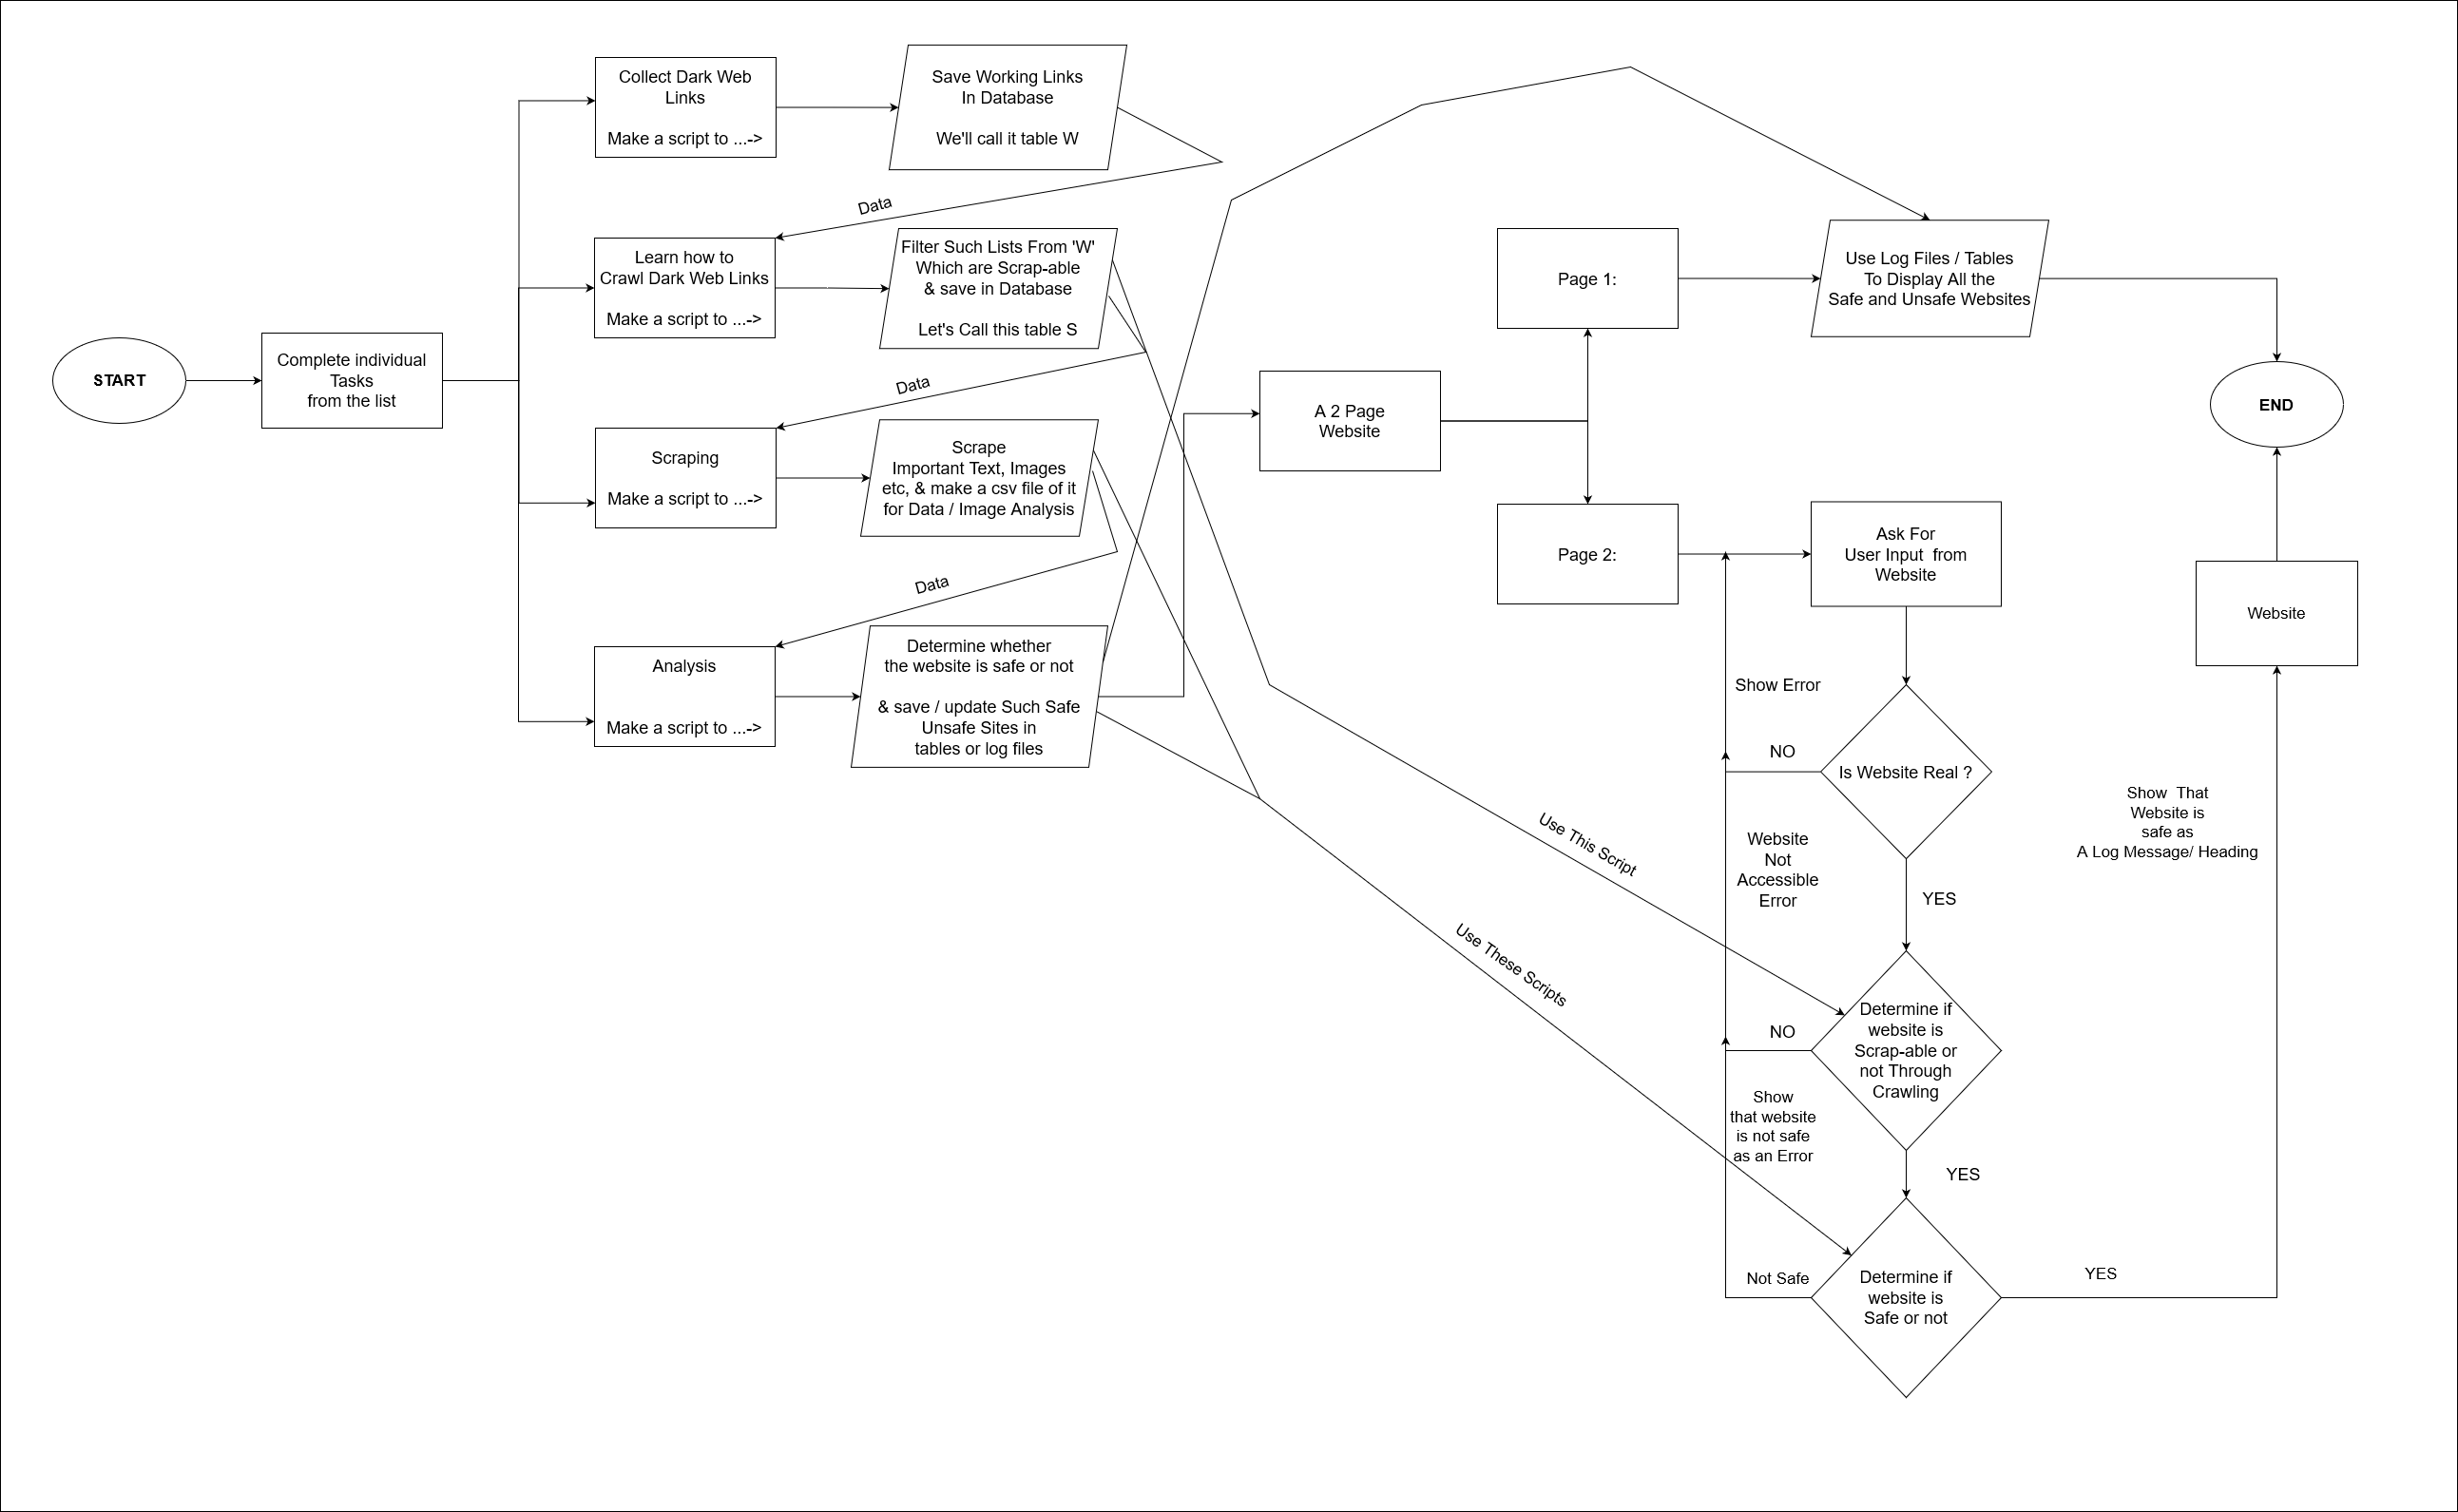 START
Complete individual
Tasks
from the list
Collect Dark Web
Links
Make a script to ...->
Save Working Links
In Database
We'll call it table W
Data
Learn how to
Crawl Dark Web Links
Make a script to ...->
Filter Such Lists From 'W'
Which are Scrap-able
& save in Database
Let's Call this table S
Data
Scraping
Make a script to ...->
Scrape
Important Text, Images
etc, & make a csv file of it
for Data / Image Analysis
Data
Analysis
Make a script to ...->
Determine whether
the website is safe or not
& save / update Such Safe
Unsafe Sites in
tables or log files
A 2 Page
Website
Page 1:
Use Log Files / Tables
To Display All the
Safe and Unsafe Websites
END
Page 2:
Ask For
User Input  from
Website
Website
Show Error
NO
Is Website Real ?
Website
Not
Accessible
Error
YES
Show  That
Website is
safe as
A Log Message/ Heading
Use This Script
Use These Scripts
NO
Determine if
website is
Scrap-able or
not Through
Crawling
Show
that website
is not safe
as an Error
YES
Not Safe
Determine if
website is
Safe or not
YES